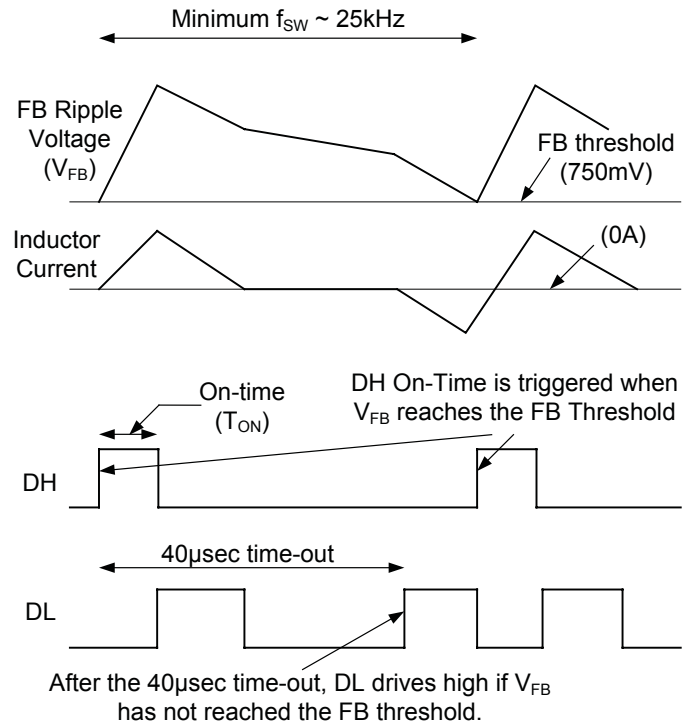 Minimum fSW ~ 25kHz
FB Ripple
Voltage
(VFB)
FB threshold
(750mV)
Inductor
Current
(0A)
On-time
(TON)
DH On-Time is triggered when
VFB reaches the FB Threshold
DH
40µsec time-out
DL
After the 40µsec time-out, DL drives high if VFB
has not reached the FB threshold.